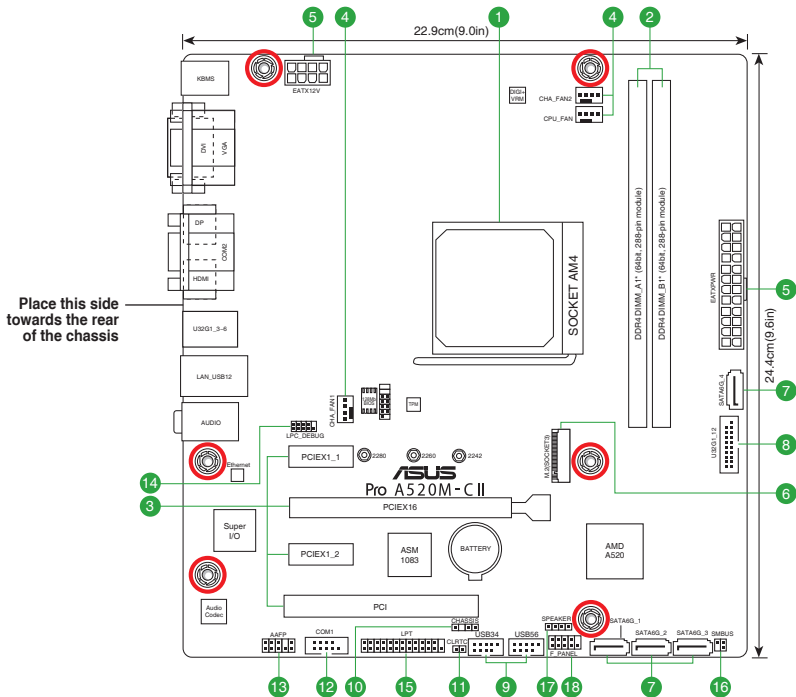 5 4 1 4 2
22.9cm(9.0in)
KBMS
EATX12V
DIGI+
VRM
CHA_FAN2
CPU_FAN
DVI
VGA
DP
COM2
HDMI
SOCKET AM4
DDR4 DIMM_A1* (64bit, 288-pin module)
DDR4 DIMM_B1* (64bit, 288-pin module)
EATXPWR
5
24.4cm(9.6in)
Place this side
towards the rear
of the chassis
U32G1_3-6
LAN_USB12
AUDIO
CHA_FAN1
128Mb
BIOS
TPM
SATA6G_4
7
U32G1_12
8
LPC_DEBUG
14
Ethernet
PCIEX1_1
2280
2260
2242
M.2(SOCKET3)
6
ASUS
Pro A520M-C II
3
PCIEX16
Super
I/O
PCIEX1_2
ASM
1083
BATTERY
AMD
A520
Audio
Codec
PCI
AAFP
COM1
LPT
CHASSIS
CLRTC
USB34
USB56
SPEAKER
F_PANEL
SATA6G_1
SATA6G_2
SATA6G_3
SMBUS
13 12 15 10 11 9 17 18 7 16